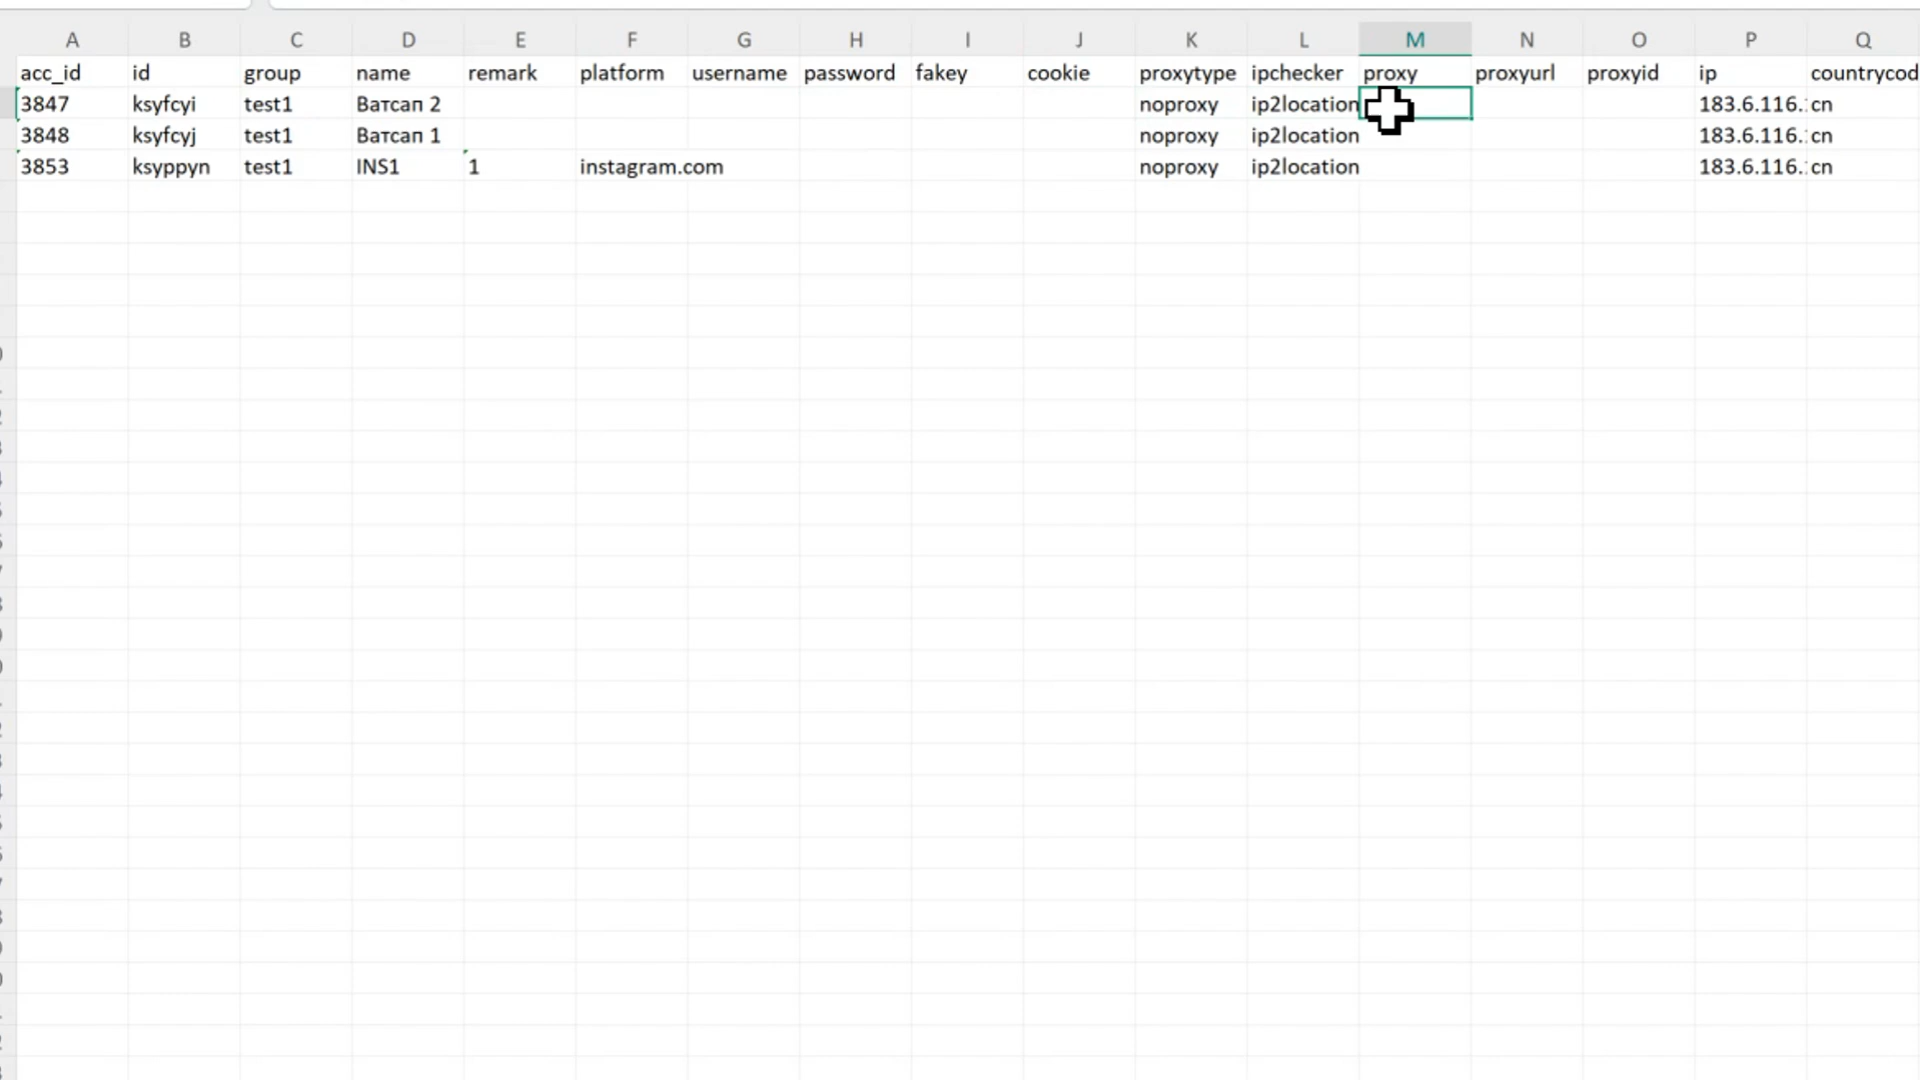 A B C D E F G H I J K L M N O P Q
acc_id id group name remark platform username password fakey cookie proxytype ipchecker proxy proxyurl proxyid ip countrycod
3847 ksyfcyi test1 Ватсап 2 noproxy ip2location 183.6.116. cn
3848 ksyfcyj test1 Ватсап 1 noproxy ip2location 183.6.116. cn
3853 ksyppyn test1 INS1 1 instagram.com noproxy ip2location 183.6.116. cn